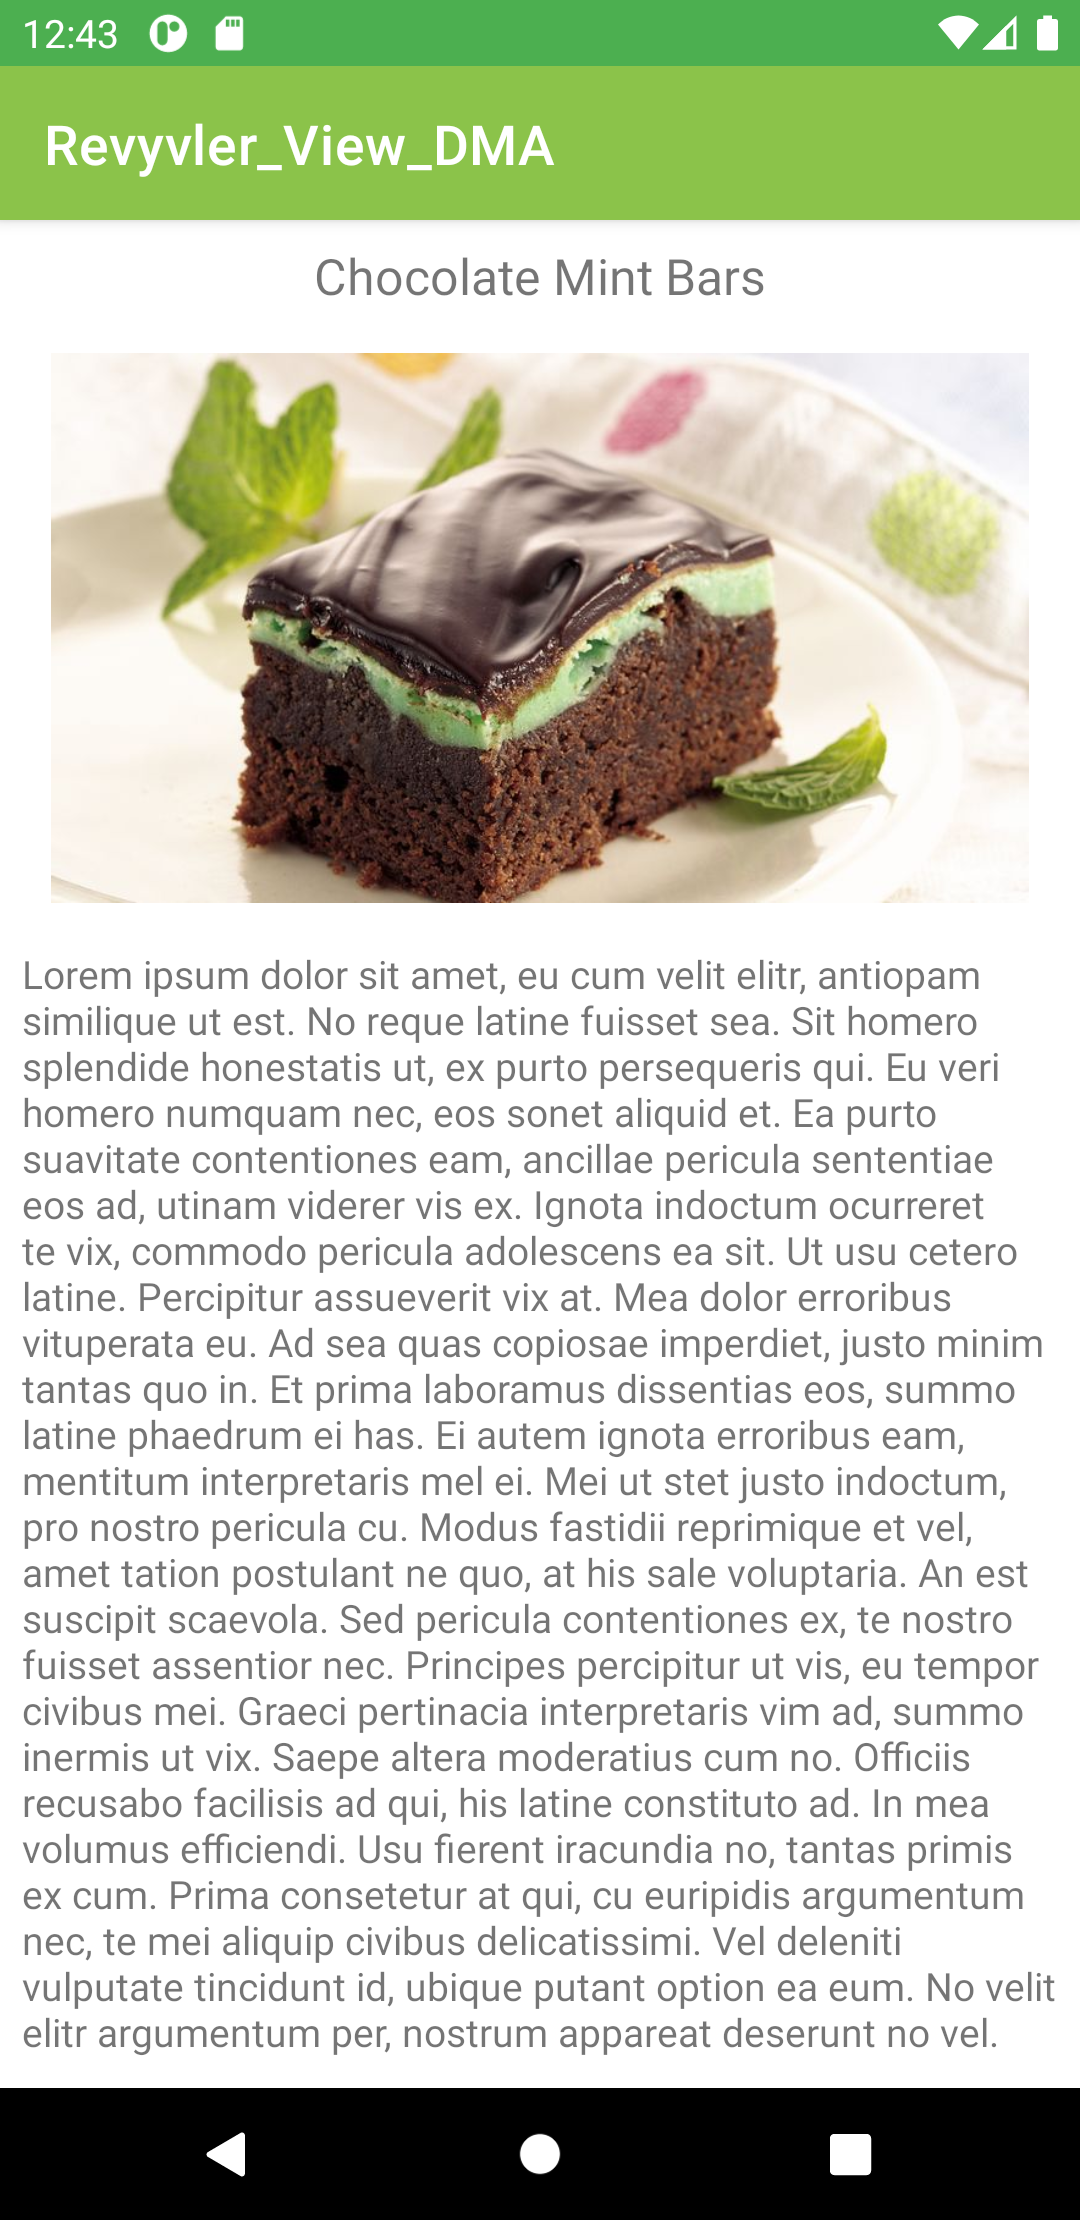 12:43
Revyvler_View_DMA
Chocolate Mint Bars
Lorem ipsum dolor sit amet, eu cum velit elitr, antiopam
similique ut est. No reque latine fuisset sea. Sit homero
splendide honestatis ut, ex purto persequeris qui. Eu veri
homero numquam nec, eos sonet aliquid et. Ea purto
suavitate contentiones eam, ancillae pericula sententiae
eos ad, utinam viderer vis ex. Ignota indoctum ocurreret
te vix, commodo pericula adolescens ea sit. Ut usu cetero
latine. Percipitur assueverit vix at. Mea dolor erroribus
vituperata eu. Ad sea quas copiosae imperdiet, justo minim
tantas quo in. Et prima laboramus dissentias eos, summo
latine phaedrum ei has. Ei autem ignota erroribus eam,
mentitum interpretaris mel ei. Mei ut stet justo indoctum,
pro nostro pericula cu. Modus fastidii reprimique et vel,
amet tation postulant ne quo, at his sale voluptaria. An est
suscipit scaevola. Sed pericula contentiones ex, te nostro
fuisset assentior nec. Principes percipitur ut vis, eu tempor
civibus mei. Graeci pertinacia interpretaris vim ad, summo
inermis ut vix. Saepe altera moderatius cum no. Officiis
recusabo facilisis ad qui, his latine constituto ad. In mea
volumus efficiendi. Usu fierent iracundia no, tantas primis
ex cum. Prima consetetur at qui, cu euripidis argumentum
nec, te mei aliquip civibus delicatissimi. Vel deleniti
vulputate tincidunt id, ubique putant option ea eum. No velit
elitr argumentum per, nostrum appareat deserunt no vel.